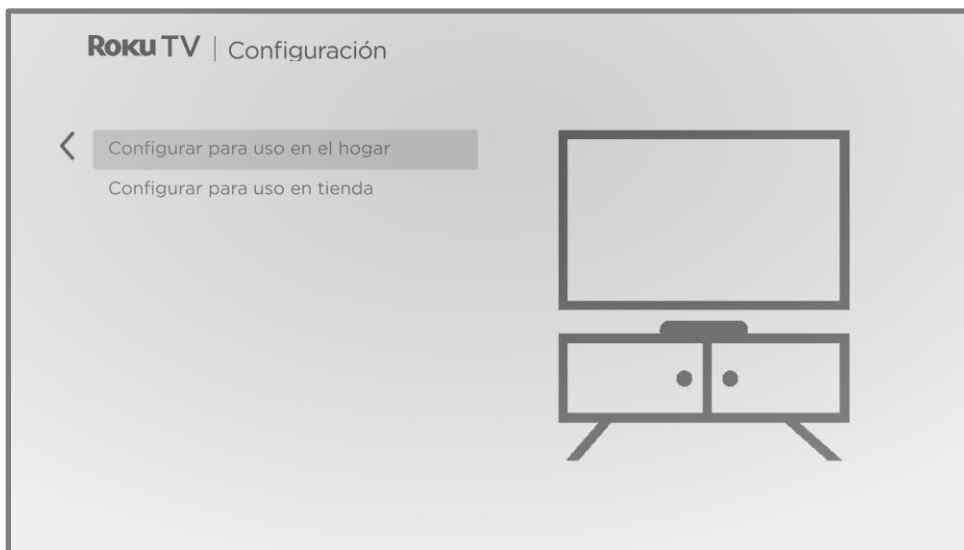 Roku TV | Configuración
Configurar para uso en el hogar
Configurar para uso en tienda